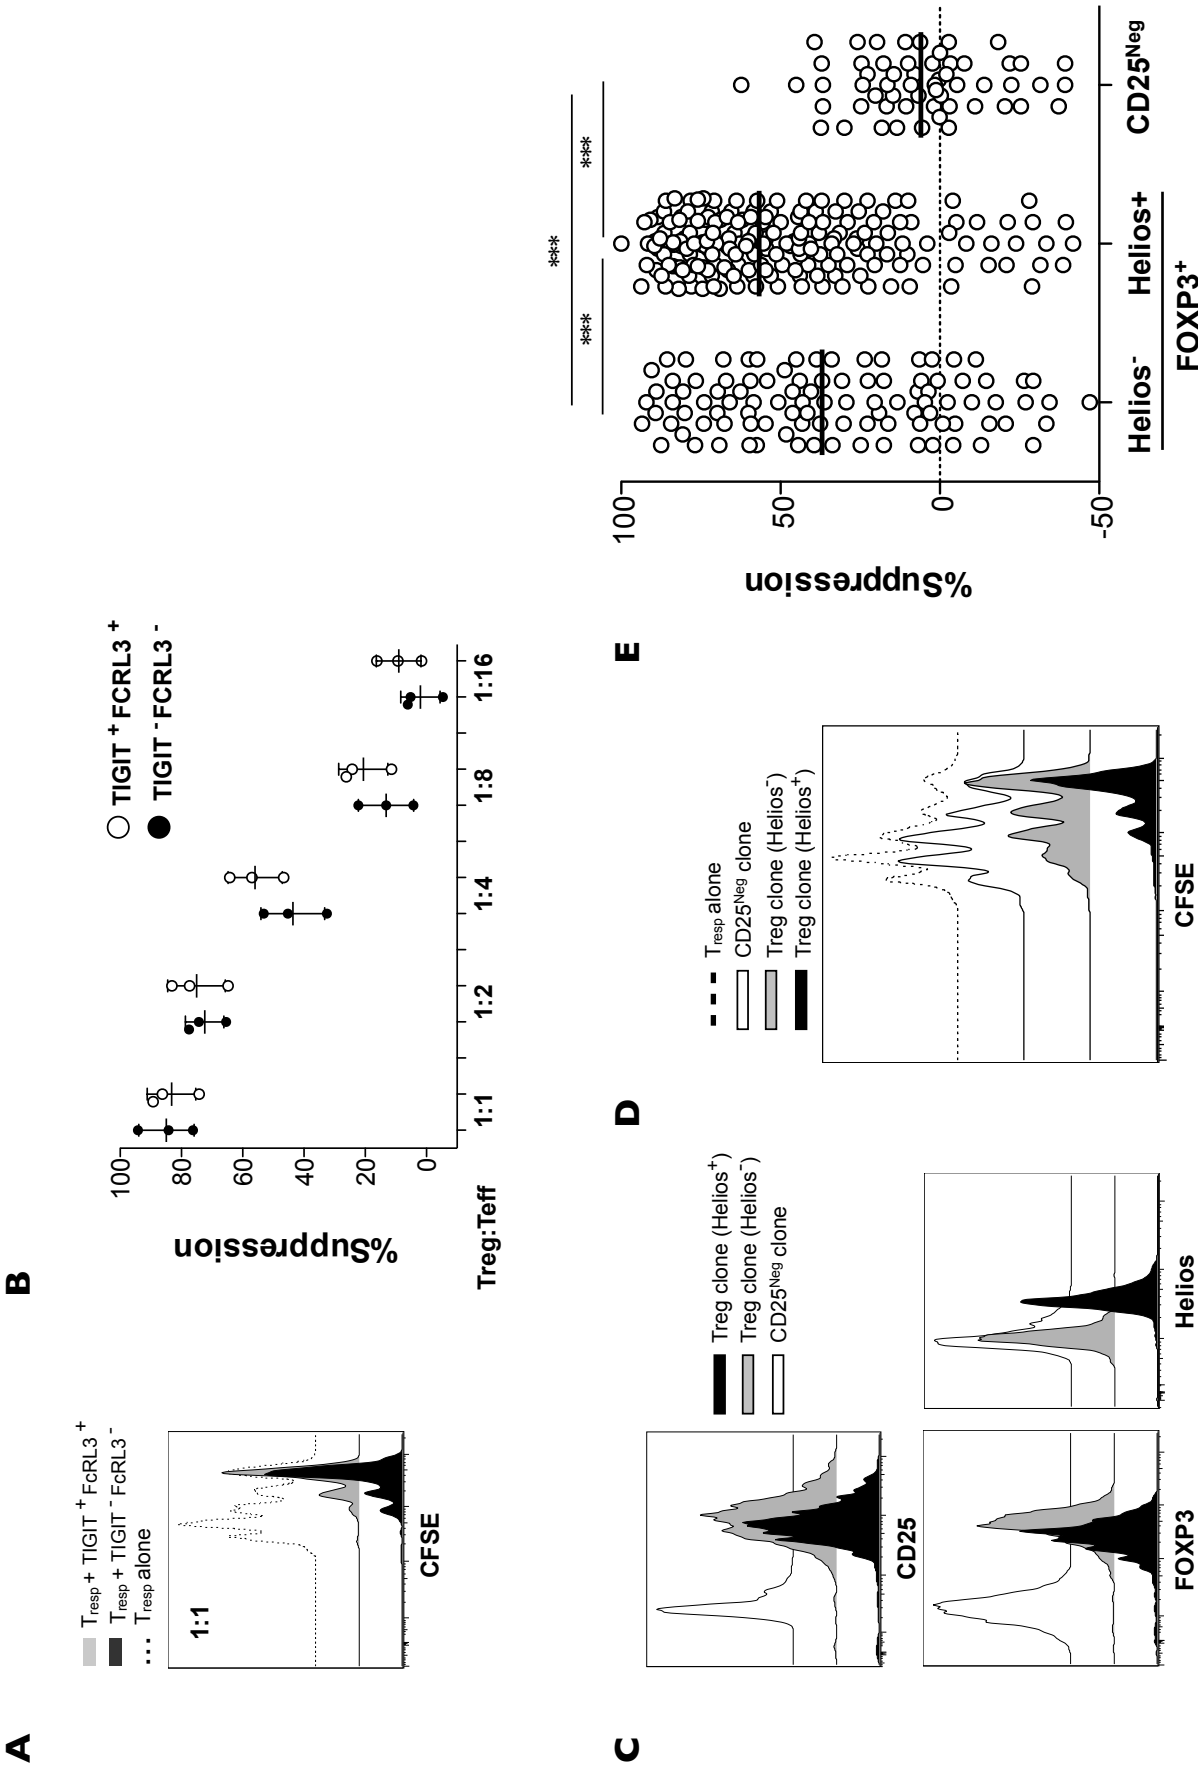 A
Tresp + TIGIT + FcRL3 +
Tresp + TIGIT - FcRL3 -
Tresp alone
1:1
CFSE
B
TIGIT + FCRL3 +
TIGIT - FCRL3 -
%Suppression
100
80
60
40
20
0
Treg:Teff
1:1
1:2
1:4
1:8
1:16
C
Treg clone (Helios+)
Treg clone (Helios-)
CD25Neg clone
CD25
FOXP3
Helios
D
Tresp alone
CD25Neg clone
Treg clone (Helios-)
Treg clone (Helios+)
CFSE
E
***
*** ***
%Suppression
100
50
0
-50
Helios- Helios+ CD25Neg
FOXP3+